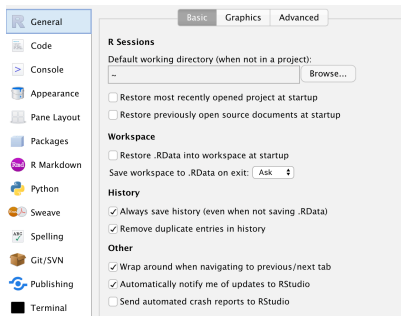 General
Code
Console
Appearance
Pane Layout
Packages
Rmd R Markdown
Python
Sweave
ABC Spelling
Git/SVN
Publishing
Terminal
Basic Graphics Advanced
R Sessions
Default working directory (when not in a project):
~ Browse...
Restore most recently opened project at startup
Restore previously open source documents at startup
Workspace
Restore .RData into workspace at startup
Save workspace to .RData on exit: Ask
History
Always save history (even when not saving .RData)
Remove duplicate entries in history
Other
Wrap around when navigating to previous/next tab
Automatically notify me of updates to RStudio
Send automated crash reports to RStudio